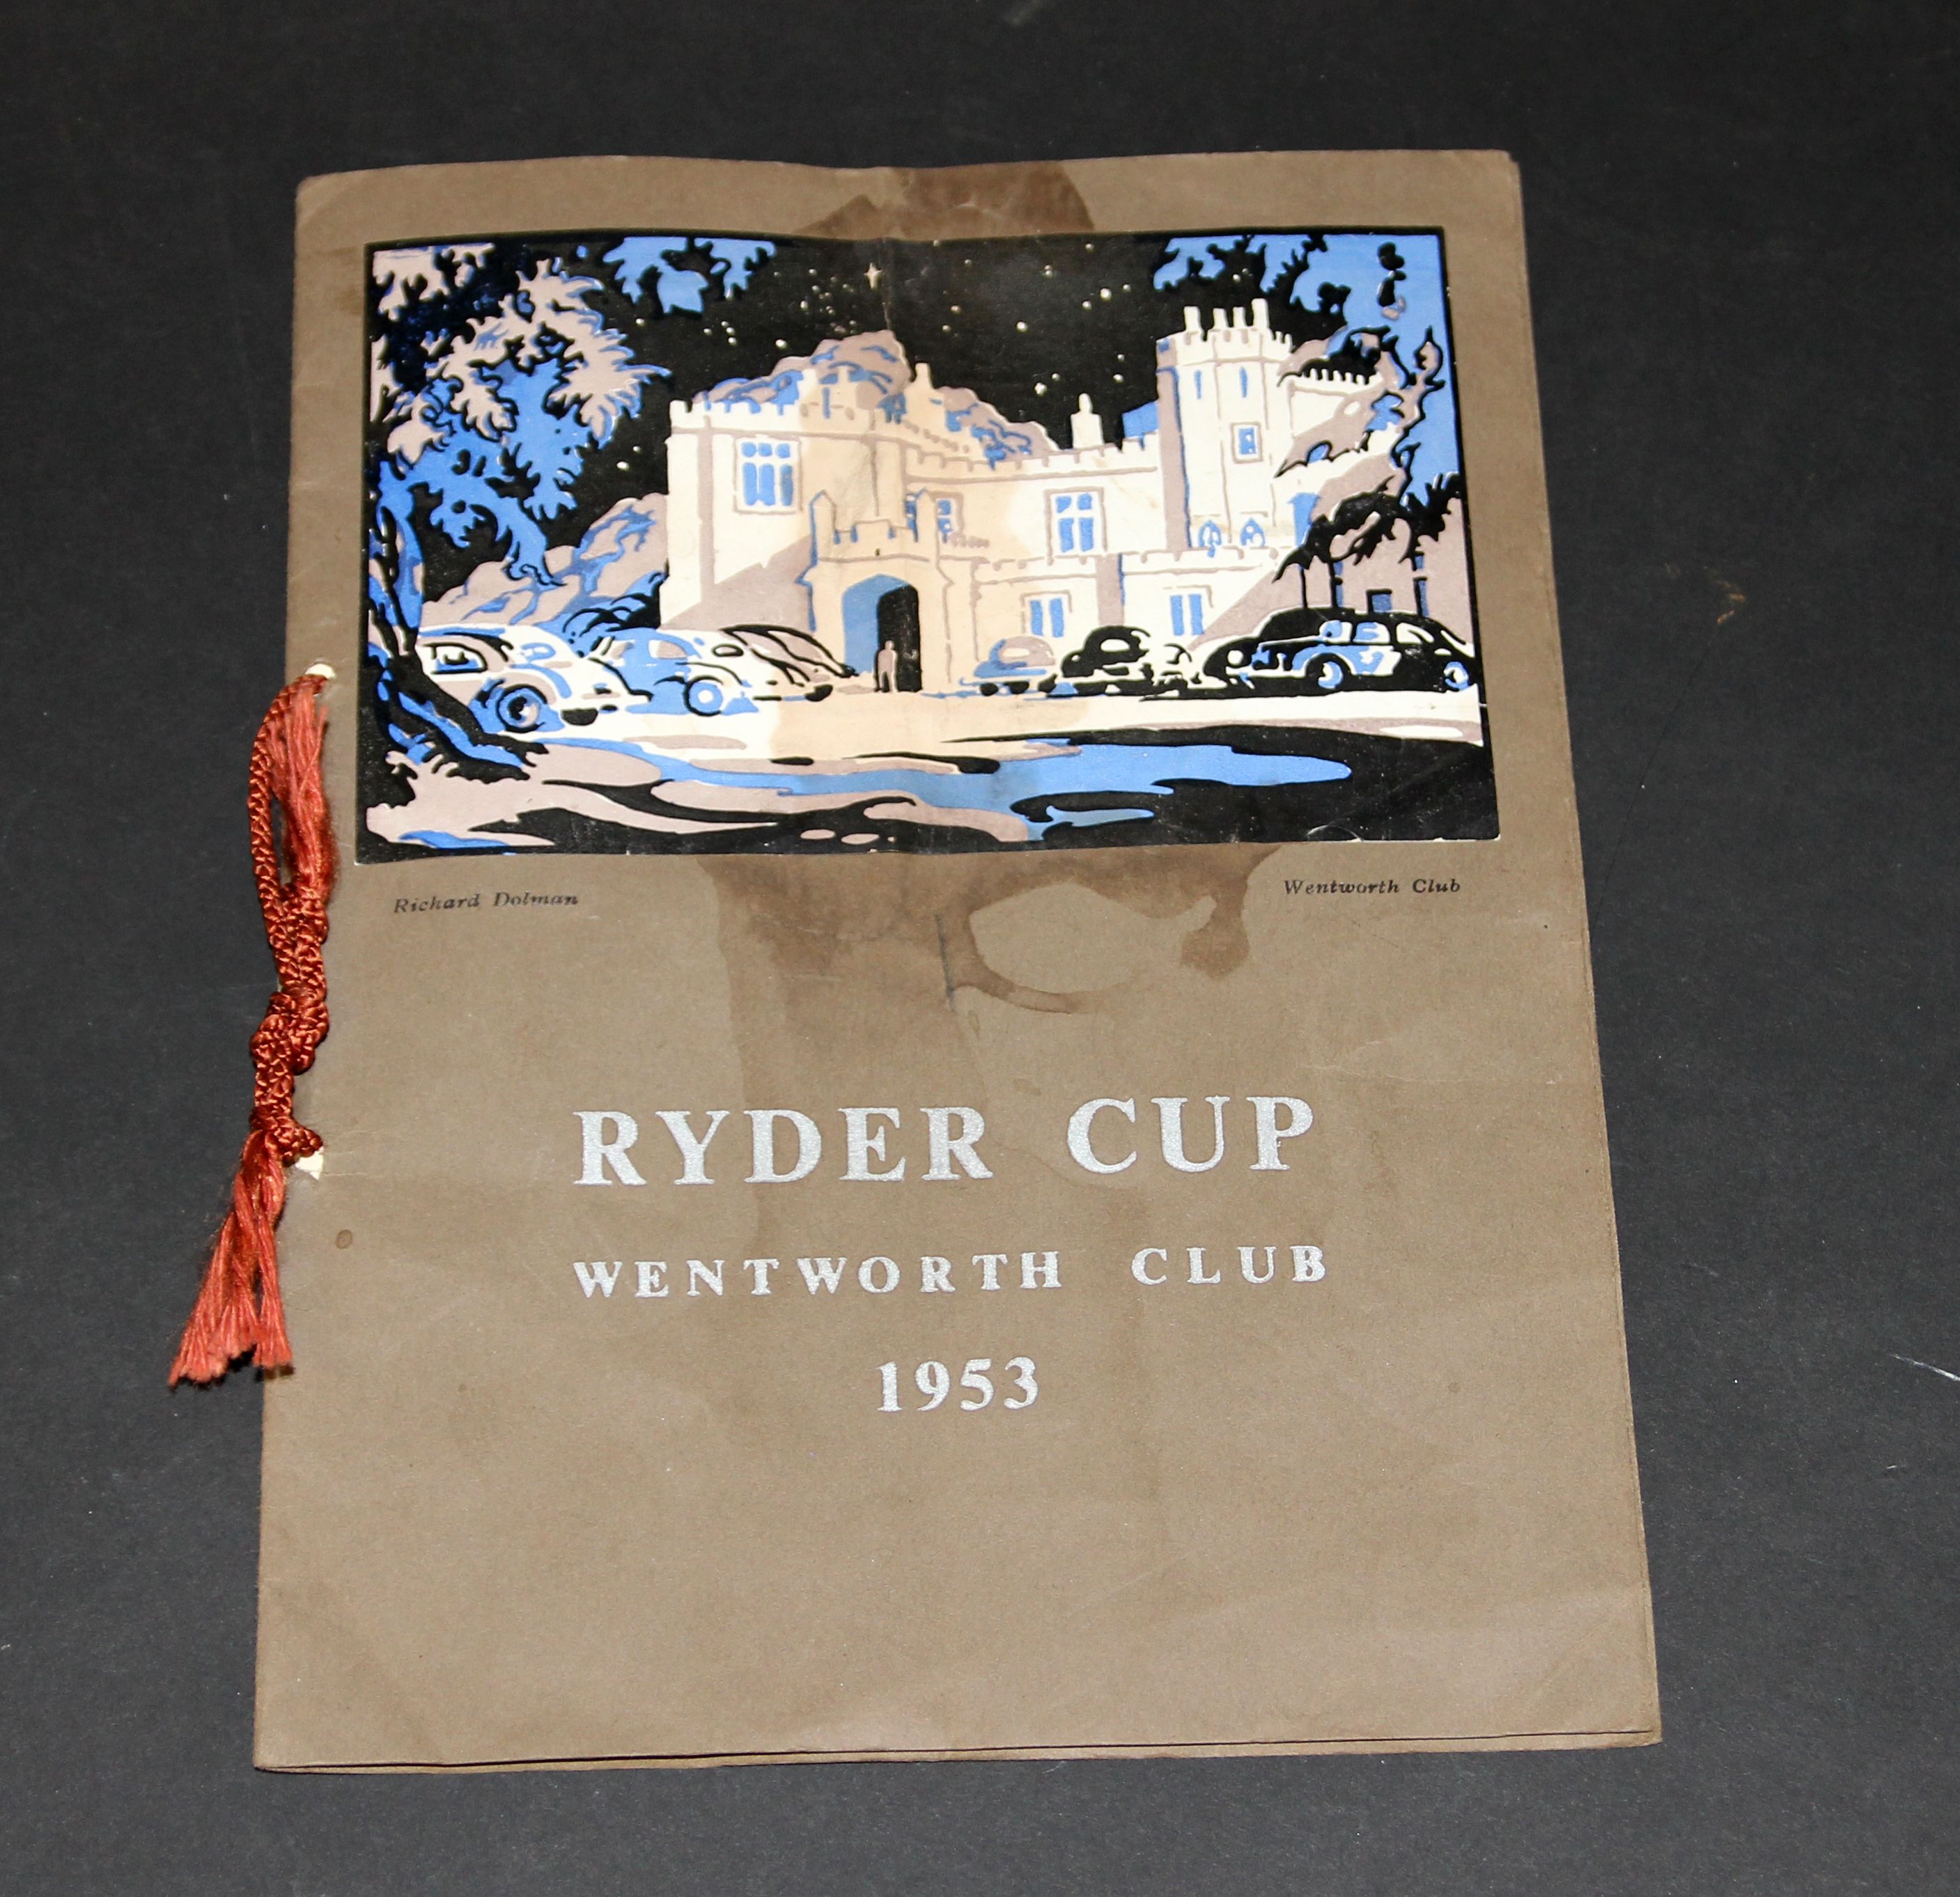 Richard Dolman
Wentworth Club
RYDER CUP
WENTWORTH CLUB
1953